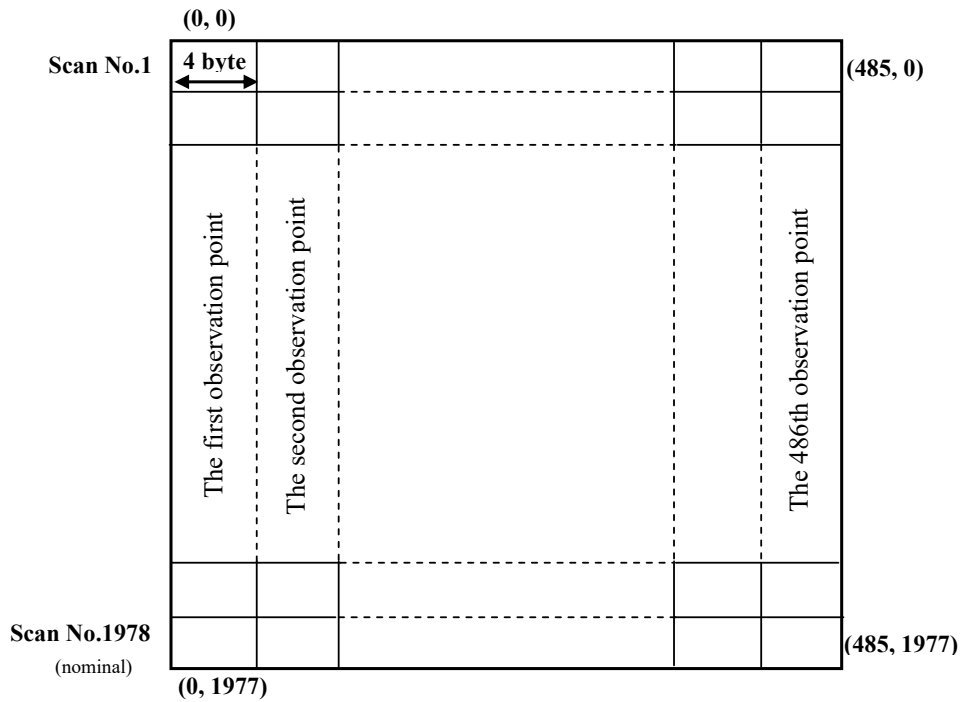 (0, 0)
Scan No.1
4 byte
(485, 0)
The first observation point
The second observation point
The 486th observation point
Scan No.1978
(nominal)
(485, 1977)
(0, 1977)